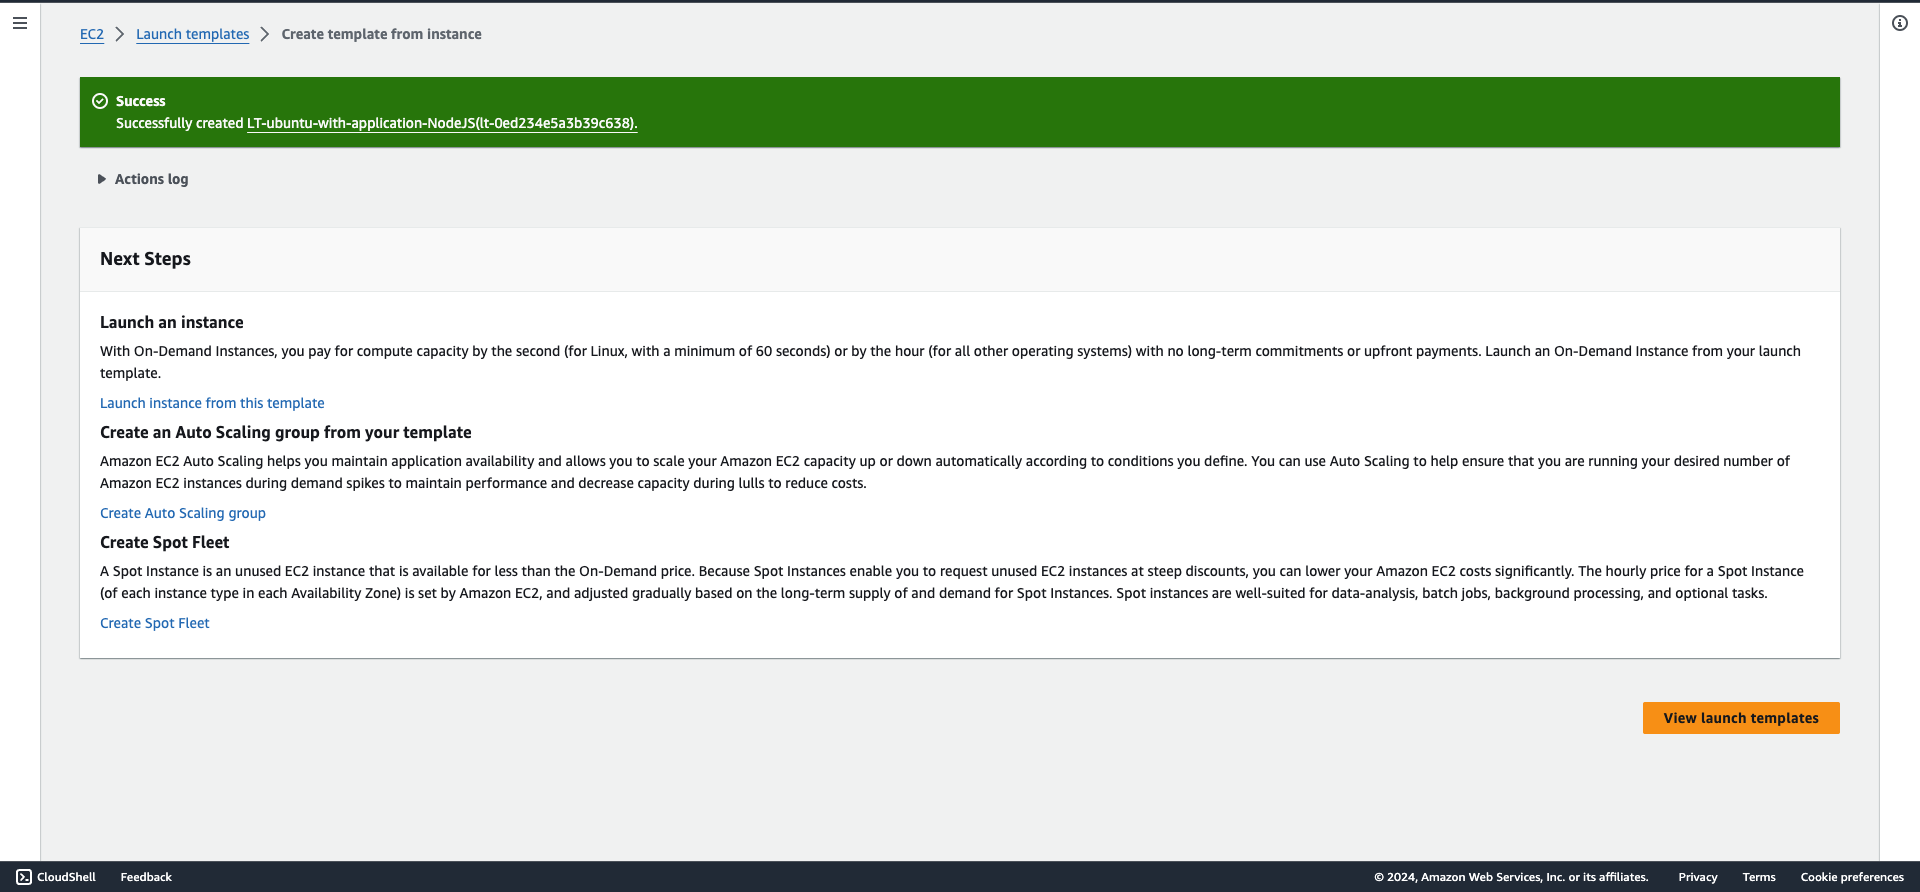 EC2 > Launch templates > Create template from instance
Success
Successfully created LT-ubuntu-with-application-NodeJS(lt-0ed234e5a3b39c638).
Actions log
Next Steps
Launch an instance
With On-Demand Instances, you pay for compute capacity by the second (for Linux, with a minimum of 60 seconds) or by the hour (for all other operating systems) with no long-term commitments or upfront payments. Launch an On-Demand Instance from your launch
template.
Launch instance from this template
Create an Auto Scaling group from your template
Amazon EC2 Auto Scaling helps you maintain application availability and allows you to scale your Amazon EC2 capacity up or down automatically according to conditions you define. You can use Auto Scaling to help ensure that you are running your desired number of
Amazon EC2 instances during demand spikes to maintain performance and decrease capacity during lulls to reduce costs.
Create Auto Scaling group
Create Spot Fleet
A Spot Instance is an unused EC2 instance that is available for less than the On-Demand price. Because Spot Instances enable you to request unused EC2 instances at steep discounts, you can lower your Amazon EC2 costs significantly. The hourly price for a Spot Instance
(of each instance type in each Availability Zone) is set by Amazon EC2, and adjusted gradually based on the long-term supply of and demand for Spot Instances. Spot instances are well-suited for data-analysis, batch jobs, background processing, and optional tasks.
Create Spot Fleet
View launch templates
CloudShell Feedback © 2024, Amazon Web Services, Inc. or its affiliates. Privacy Terms Cookie preferences